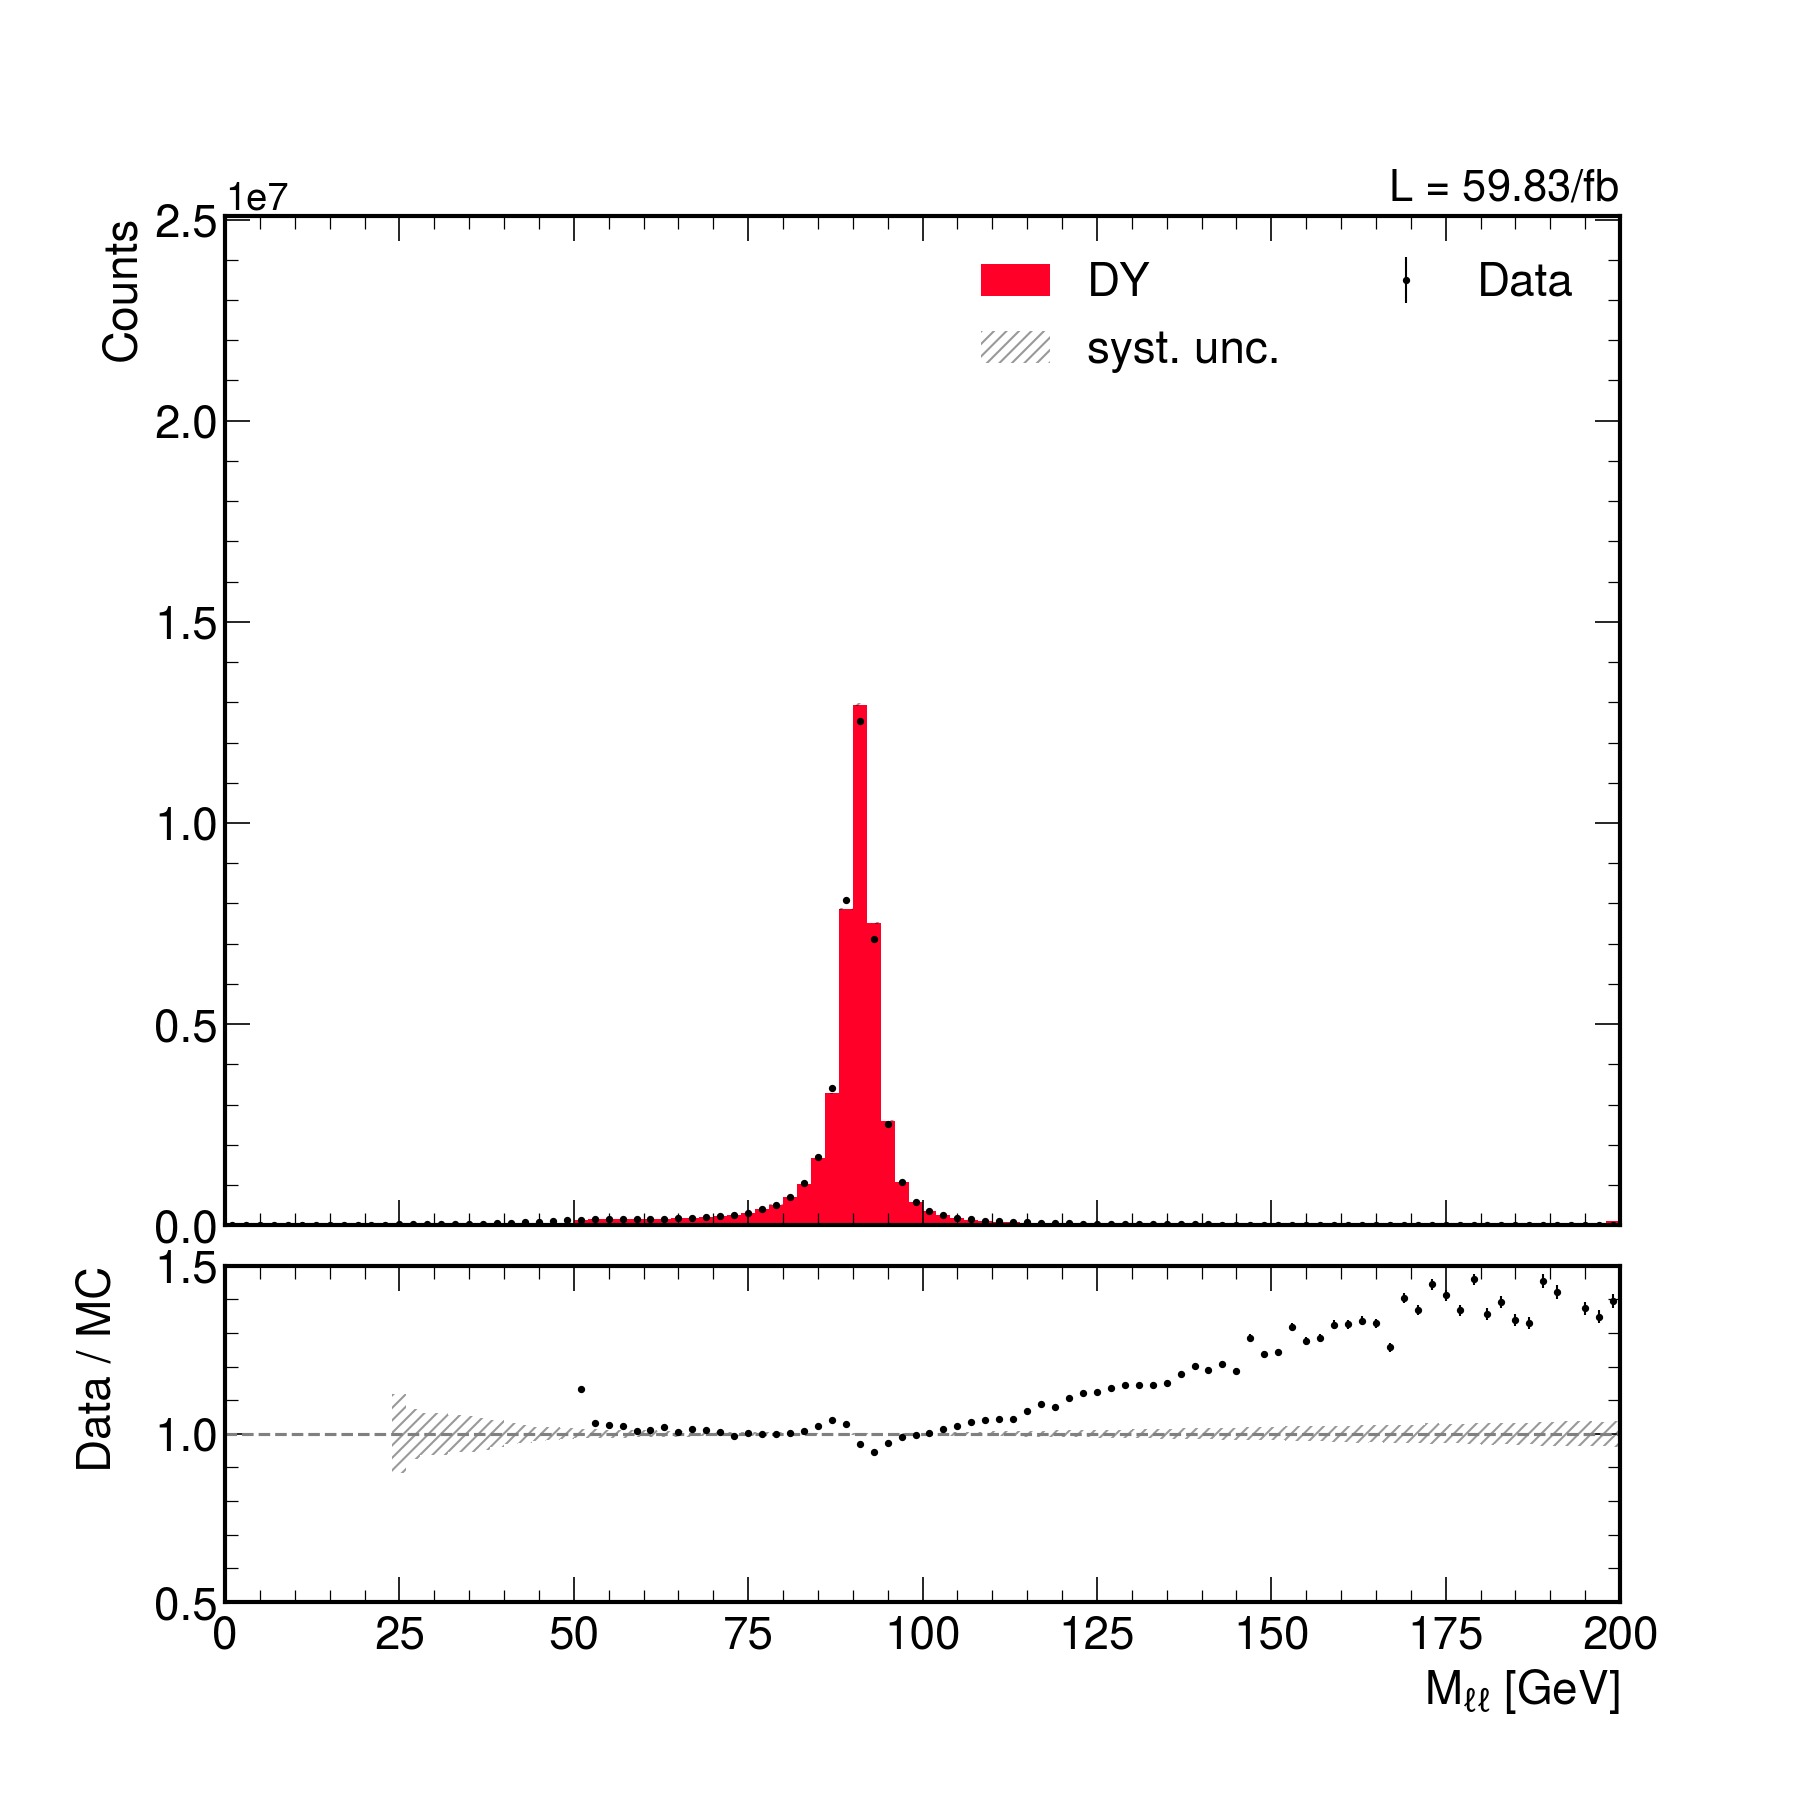 L = 59.83/fb
1e7
Counts
2.5
2.0
1.5
1.0
0.5
0.0
DY
Data
syst. unc.
Data / MC
1.5
1.0
0.5
0 25 50 75 100 125 150 175 200
M_ℓℓ [GeV]